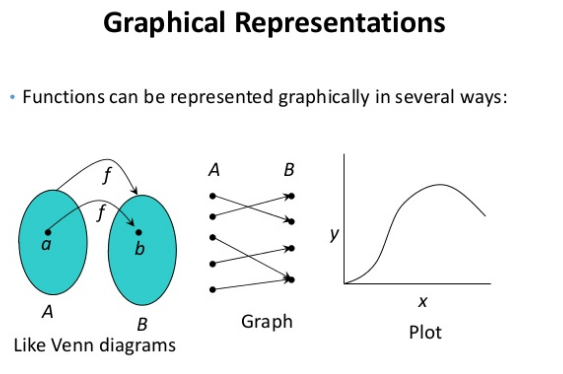 Graphical Representations
• Functions can be represented graphically in several ways:
f
f
a
b
A
B
Like Venn diagrams
A B
Graph
y
x
Plot